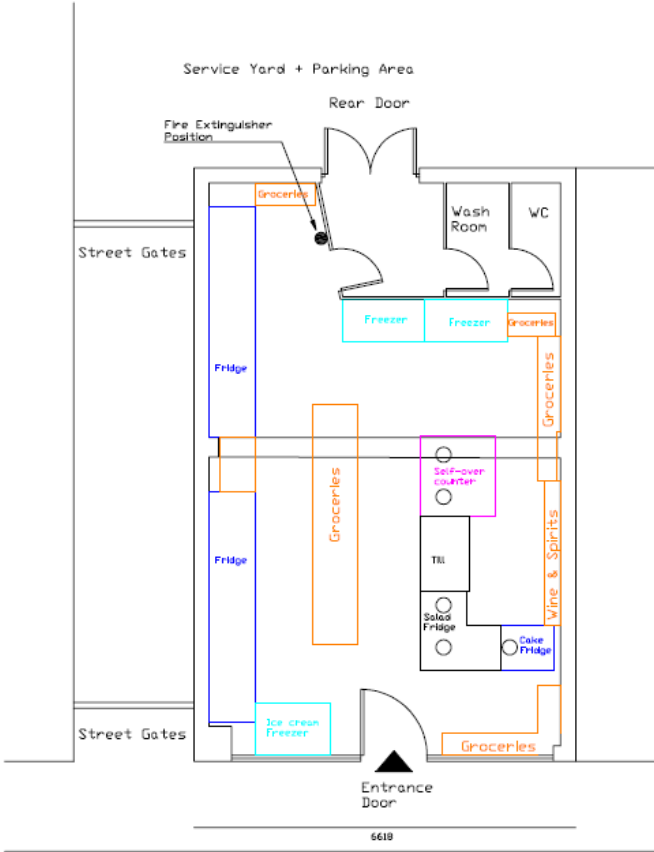 Service Yard + Parking Area
Rear Door
Fire Extinguisher
Position
Groceries
Wash
Room
WC
Street Gates
Freezer
Freezer
Groceries
Fridge
Groceries
Self-over
counter
Groceries
Wine & Spirits
Fridge
Till
Salad
Fridge
Cake
Fridge
Ice cream
Freezer
Street Gates
Groceries
Entrance
Door
6618